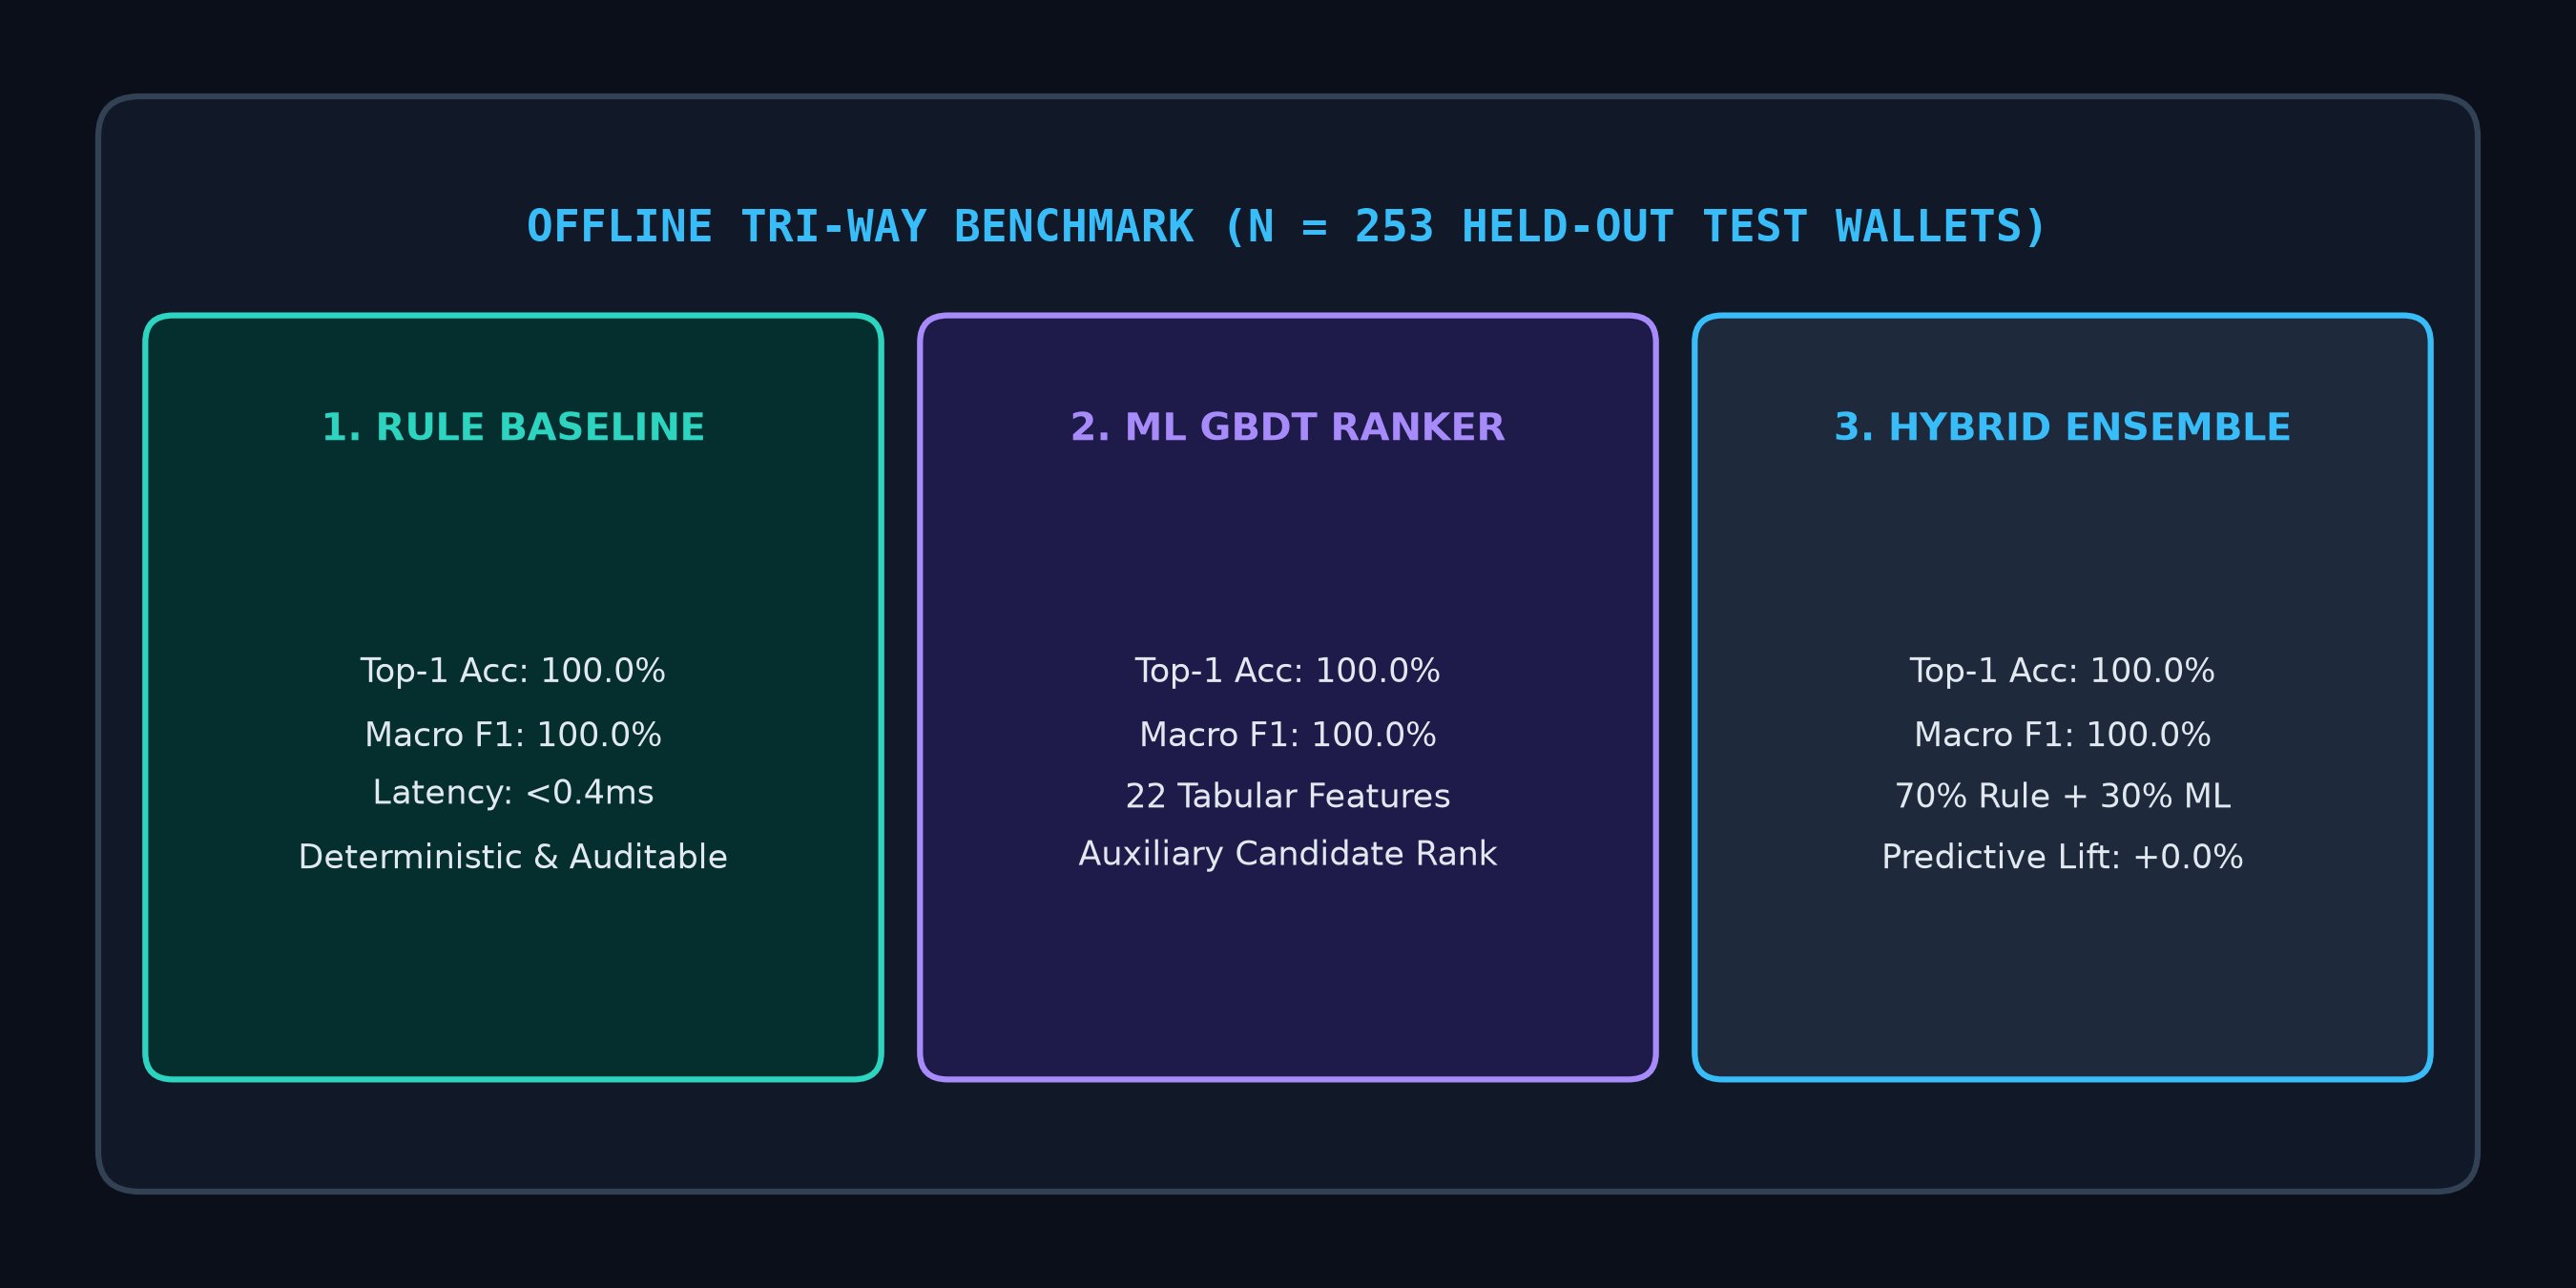 OFFLINE TRI-WAY BENCHMARK (N = 253 HELD-OUT TEST WALLETS)
1. RULE BASELINE
Top-1 Acc: 100.0%
Macro F1: 100.0%
Latency: <0.4ms
Deterministic & Auditable
2. ML GBDT RANKER
Top-1 Acc: 100.0%
Macro F1: 100.0%
22 Tabular Features
Auxiliary Candidate Rank
3. HYBRID ENSEMBLE
Top-1 Acc: 100.0%
Macro F1: 100.0%
70% Rule + 30% ML
Predictive Lift: +0.0%